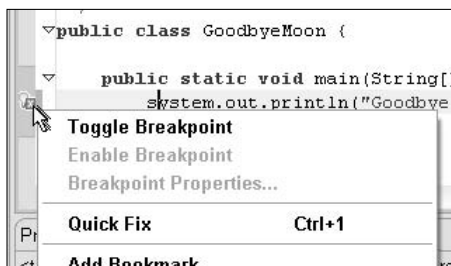 public class GoodbyeMoon {
public static void main(String[]
system.out.println("Goodbye
Toggle Breakpoint
Enable Breakpoint
Breakpoint Properties...
Quick Fix Ctrl+1
Add Bookmark